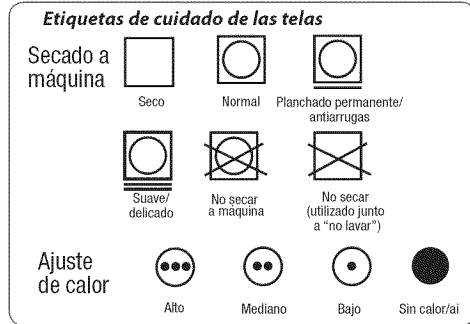 Etiquetas de cuidado de las telas
Secado a
máquina
Seco
Normal
Planchado permanente/
antiarrugas
Suave/
delicado
No secar
a máquina
No secar
(utilizado junto
a “no lavar”)
Ajuste
de calor
Alto
Mediano
Bajo
Sin calor/ai